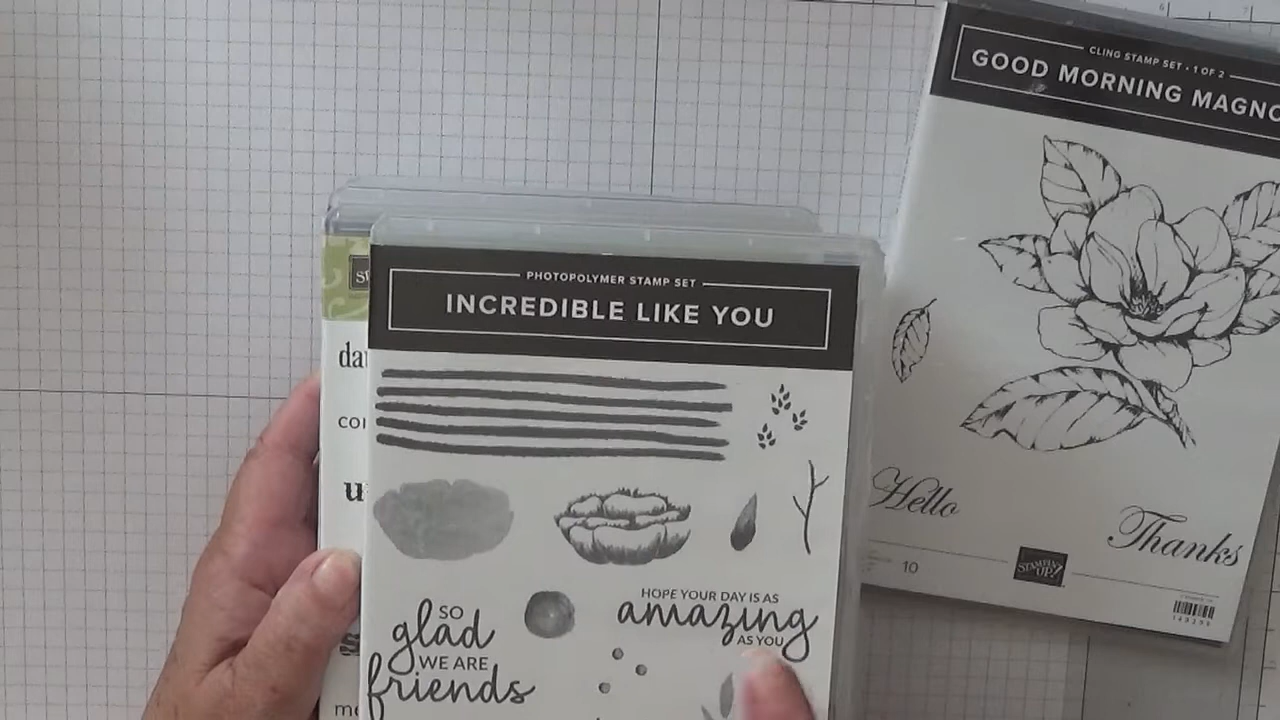 CLING STAMP SET • 1 OF 2
GOOD MORNING MAGNO
Hello
Thanks
10
STAMPIN' UP!
PHOTOPOLYMER STAMP SET
INCREDIBLE LIKE YOU
SO
glad
WE ARE
friends
HOPE YOUR DAY IS AS
amazing
AS YOU